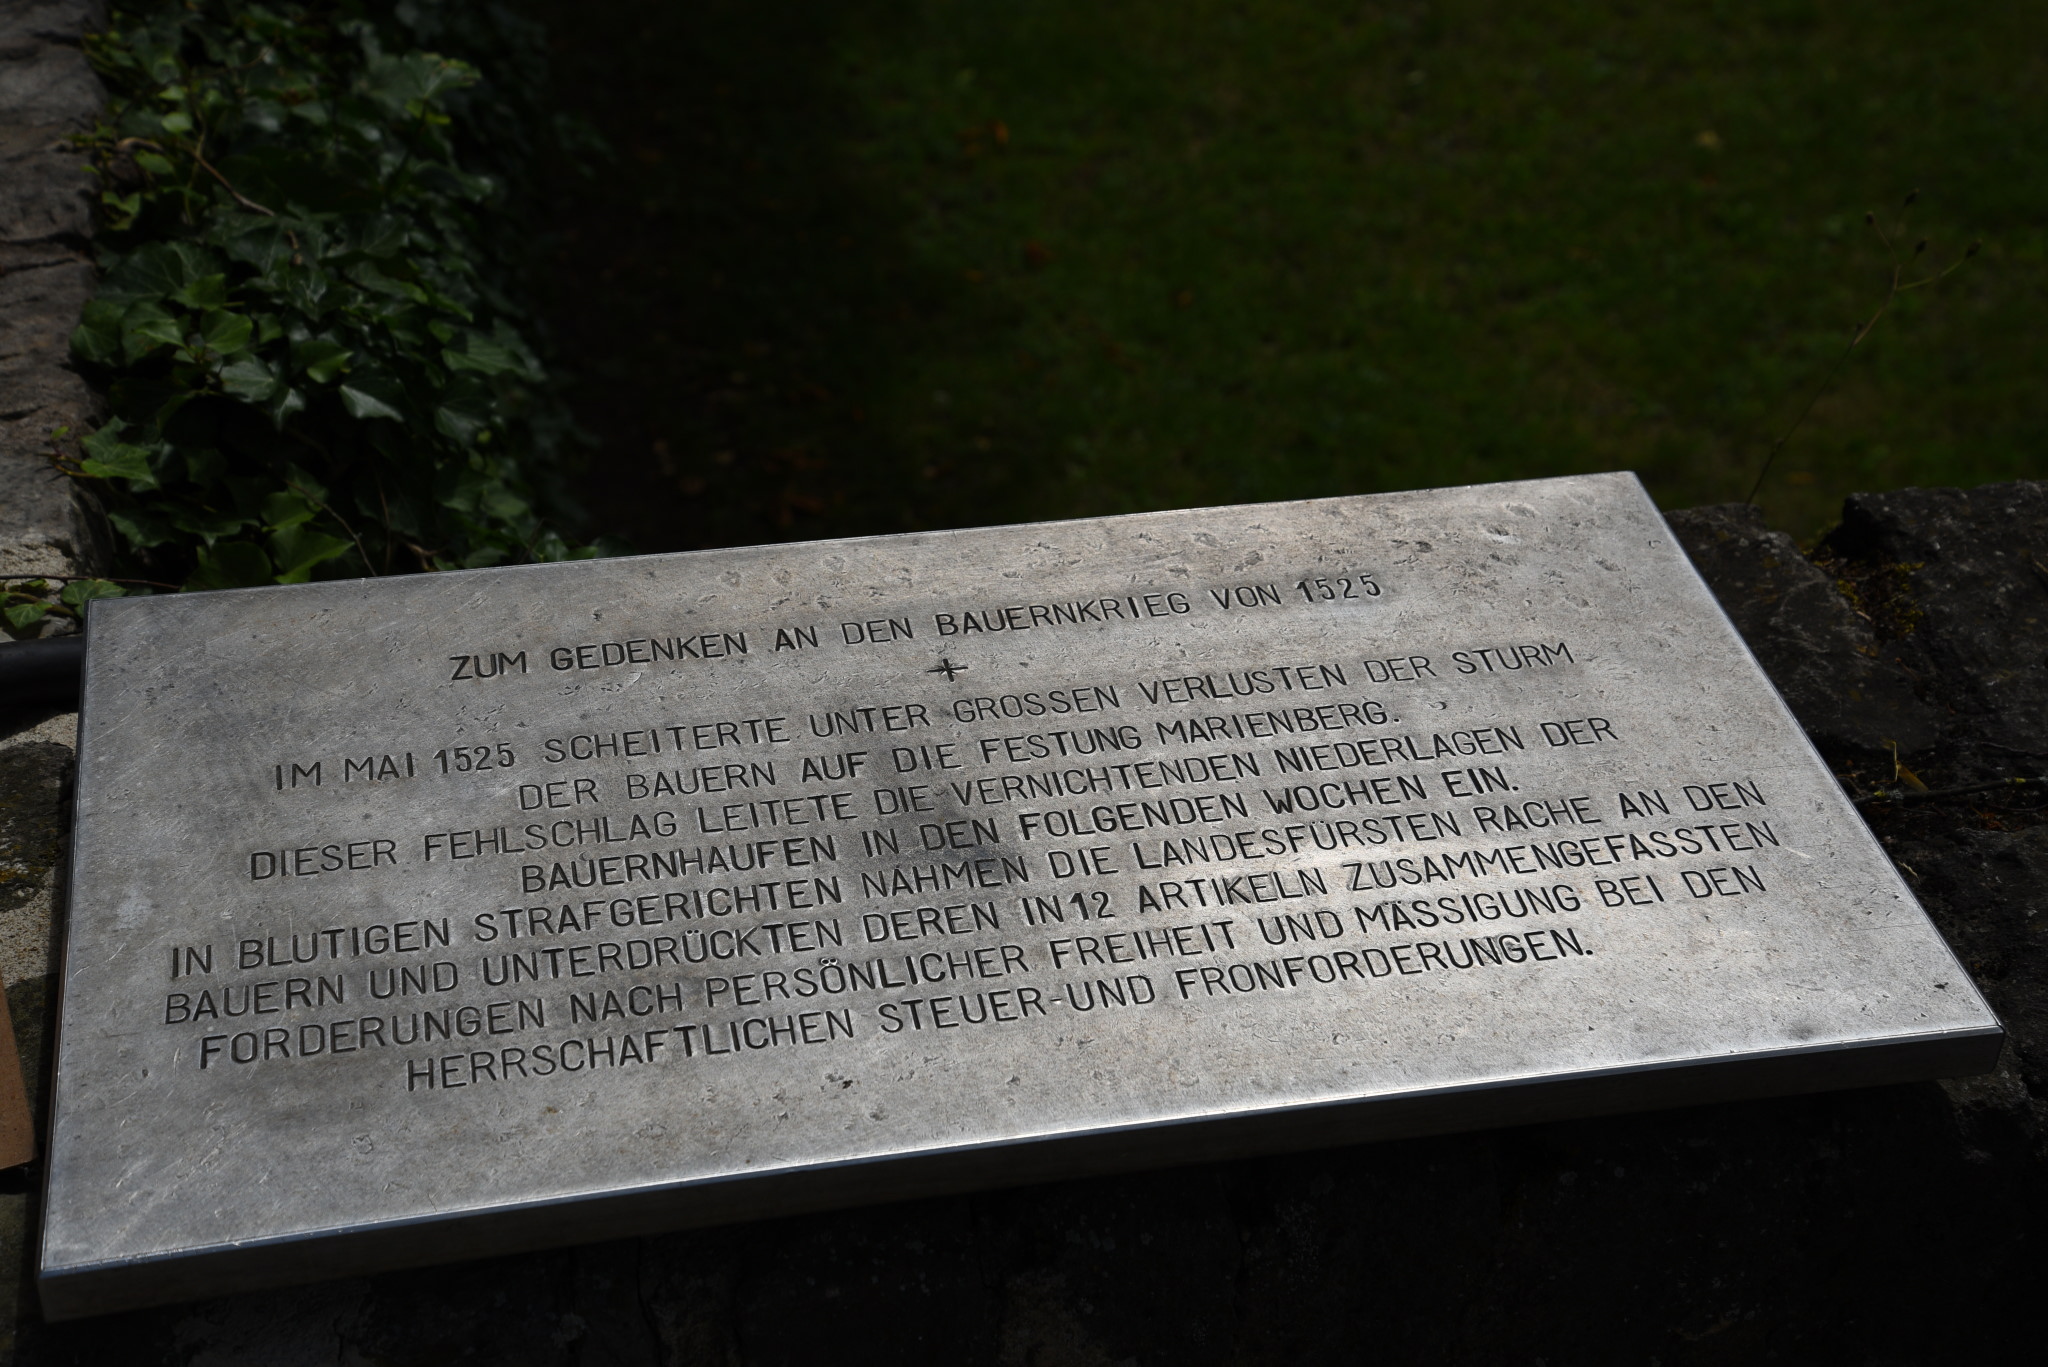 ZUM GEDENKEN AN DEN BAUERNKRIEG VON 1525
+
IM MAI 1525 SCHEITERTE UNTER GROSSEN VERLUSTEN DER STURM
DER BAUERN AUF DIE FESTUNG MARIENBERG.
DIESER FEHLSCHLAG LEITETE DIE VERNICHTENDEN NIEDERLAGEN DER
BAUERNHAUFEN IN DEN FOLGENDEN WOCHEN EIN.
IN BLUTIGEN STRAFGERICHTEN NAHMEN DIE LANDESFÜRSTEN RACHE AN DEN
BAUERN UND UNTERDRÜCKTEN DEREN IN 12 ARTIKELN ZUSAMMENGEFASSTEN
FORDERUNGEN NACH PERSÖNLICHER FREIHEIT UND MÄSSIGUNG BEI DEN
HERRSCHAFTLICHEN STEUER-UND FRONFORDERUNGEN.